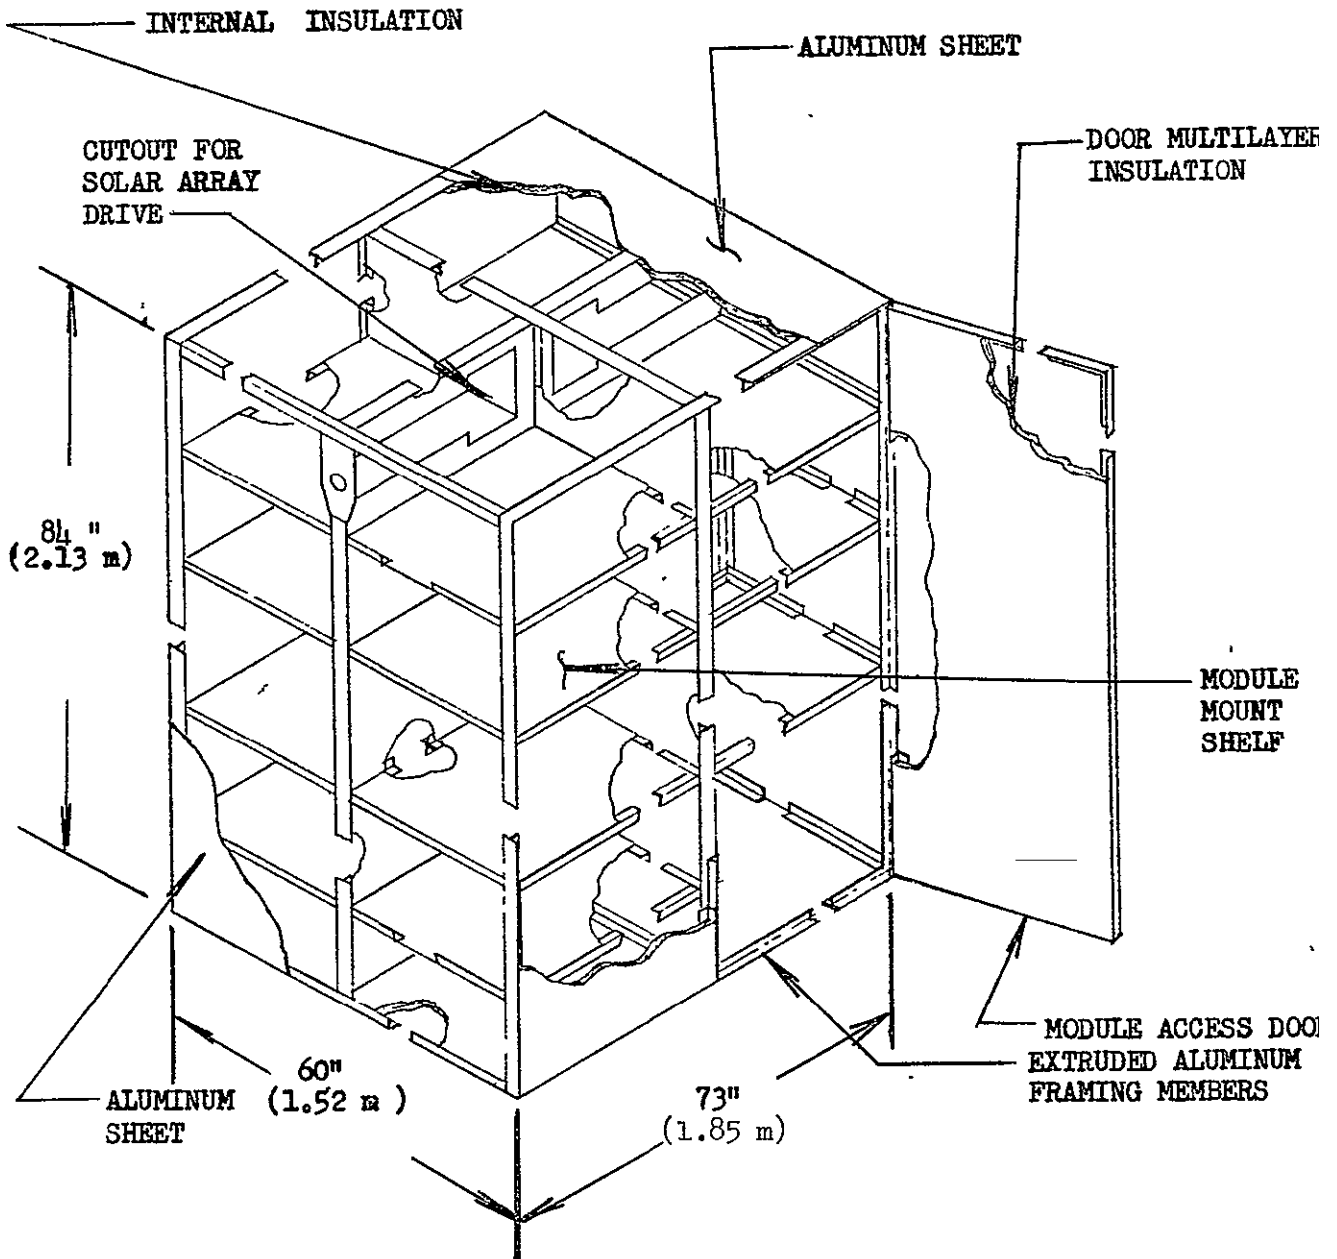 INTERNAL INSULATION
ALUMINUM SHEET
CUTOUT FOR
SOLAR ARRAY
DRIVE
DOOR MULTILAYER
INSULATION
84 "
(2.13 m)
MODULE
MOUNT
SHELF
MODULE ACCESS DOO
EXTRUDED ALUMINUM
FRAMING MEMBERS
60"
(1.52 m )
ALUMINUM
SHEET
73"
(1.85 m)